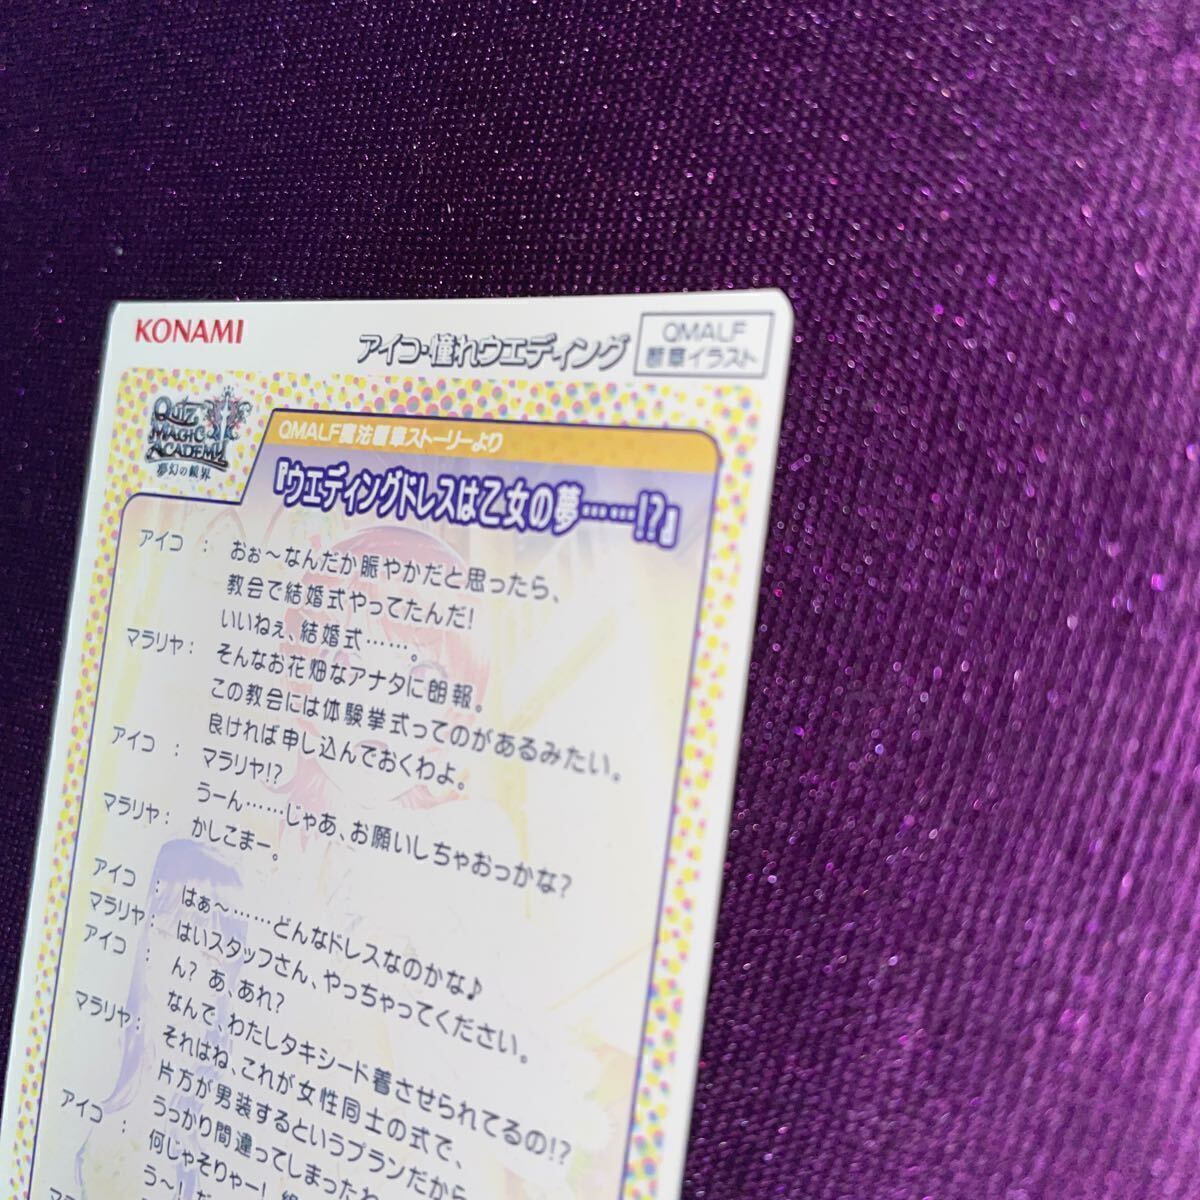 KONAMI
アイコ・憧れウエディング
QMALF
断章イラスト
QUIZ
MAGIC
ACADEMY
夢幻の銀界
QMALF魔法断章ストーリーより
『ウエディングドレスは乙女の夢……!?』
アイコ : おぉ~なんだか賑やかだと思ったら、
教会で結婚式やってたんだ!
いいねぇ、結婚式……。
マラリヤ: そんなお花畑なアナタに朗報。
この教会には体験挙式ってのがあるみたい。
良ければ申し込んでおくわよ。
アイコ : マラリヤ!?
うーん……じゃあ、お願いしちゃおっかな?
マラリヤ: かしこまー。
アイコ : はぁ~……どんなドレスなのかな♪
マラリヤ: はいスタッフさん、やっちゃってください。
アイコ : ん? あ、あれ?
なんで、わたしタキシード着させられてるの!?
マラリヤ: それはね、これが女性同士の式で、
片方が男装するというプランだから
うっかり間違ってしまったわ
アイコ : 何じゃそりゃー!
う~!
マラリヤ